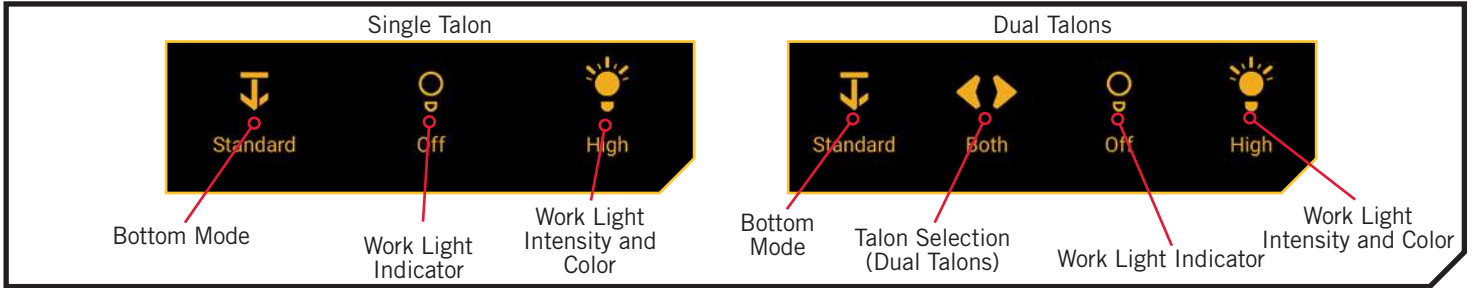 Single Talon
Standard
Off
High
Bottom Mode
Work Light
Indicator
Work Light
Intensity and
Color
Dual Talons
Standard
Both
Off
High
Bottom
Mode
Talon Selection
(Dual Talons)
Work Light Indicator
Work Light
Intensity and Color